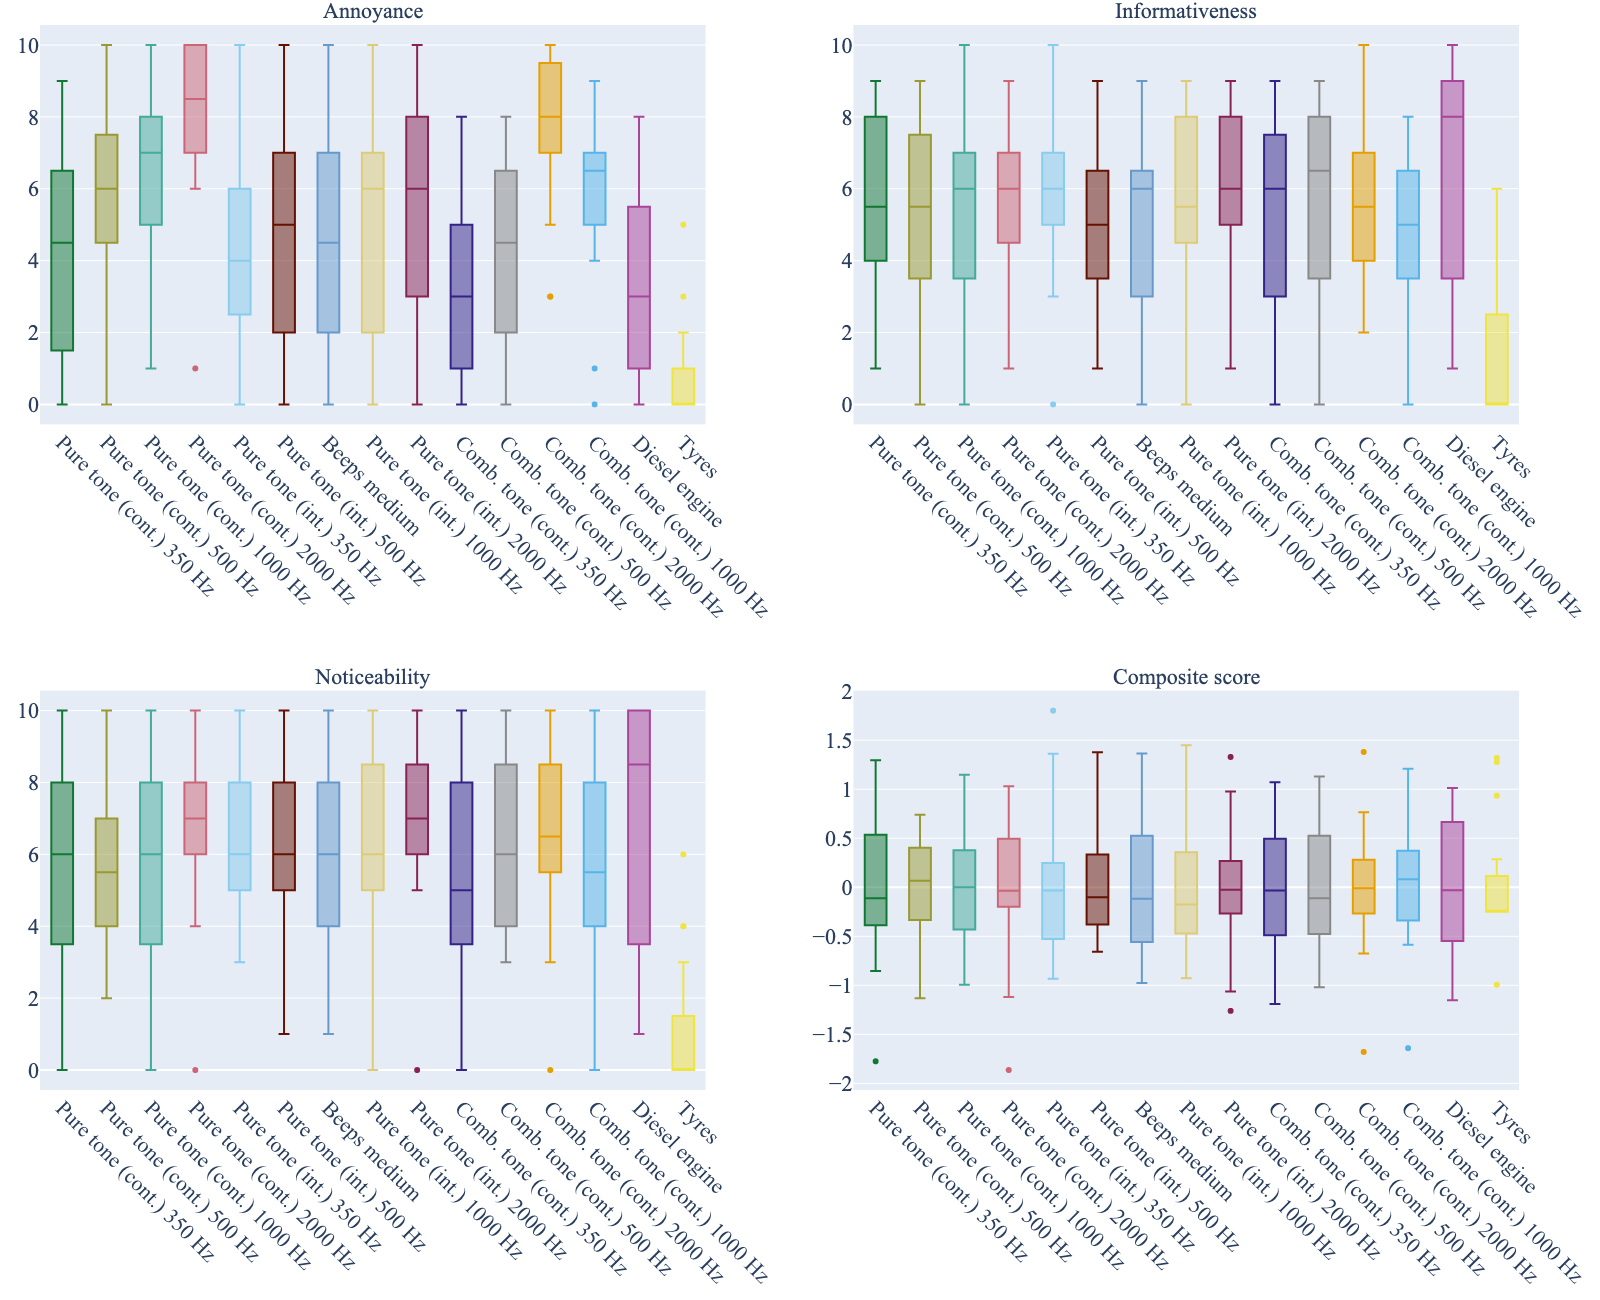 Annoyance
10
8
6
4
2
0
Pure tone (cont.) 350 Hz
Pure tone (cont.) 500 Hz
Pure tone (cont.) 1000 Hz
Pure tone (cont.) 2000 Hz
Pure tone (int.) 350 Hz
Pure tone (int.) 500 Hz
Beeps medium
Pure tone (int.) 1000 Hz
Pure tone (int.) 2000 Hz
Comb. tone (cont.) 350 Hz
Comb. tone (cont.) 500 Hz
Comb. tone (cont.) 2000 Hz
Comb. tone (cont.) 1000 Hz
Diesel engine
Tyres
Informativeness
10
8
6
4
2
0
Pure tone (cont.) 350 Hz
Pure tone (cont.) 500 Hz
Pure tone (cont.) 1000 Hz
Pure tone (cont.) 2000 Hz
Pure tone (int.) 350 Hz
Pure tone (int.) 500 Hz
Beeps medium
Pure tone (int.) 1000 Hz
Pure tone (int.) 2000 Hz
Comb. tone (cont.) 350 Hz
Comb. tone (cont.) 500 Hz
Comb. tone (cont.) 2000 Hz
Comb. tone (cont.) 1000 Hz
Diesel engine
Tyres
Noticeability
10
8
6
4
2
0
Pure tone (cont.) 350 Hz
Pure tone (cont.) 500 Hz
Pure tone (cont.) 1000 Hz
Pure tone (cont.) 2000 Hz
Pure tone (int.) 350 Hz
Pure tone (int.) 500 Hz
Beeps medium
Pure tone (int.) 1000 Hz
Pure tone (int.) 2000 Hz
Comb. tone (cont.) 350 Hz
Comb. tone (cont.) 500 Hz
Comb. tone (cont.) 2000 Hz
Comb. tone (cont.) 1000 Hz
Diesel engine
Tyres
Composite score
2
1.5
1
0.5
0
−0.5
−1
−1.5
−2
Pure tone (cont.) 350 Hz
Pure tone (cont.) 500 Hz
Pure tone (cont.) 1000 Hz
Pure tone (cont.) 2000 Hz
Pure tone (int.) 350 Hz
Pure tone (int.) 500 Hz
Beeps medium
Pure tone (int.) 1000 Hz
Pure tone (int.) 2000 Hz
Comb. tone (cont.) 350 Hz
Comb. tone (cont.) 500 Hz
Comb. tone (cont.) 2000 Hz
Comb. tone (cont.) 1000 Hz
Diesel engine
Tyres